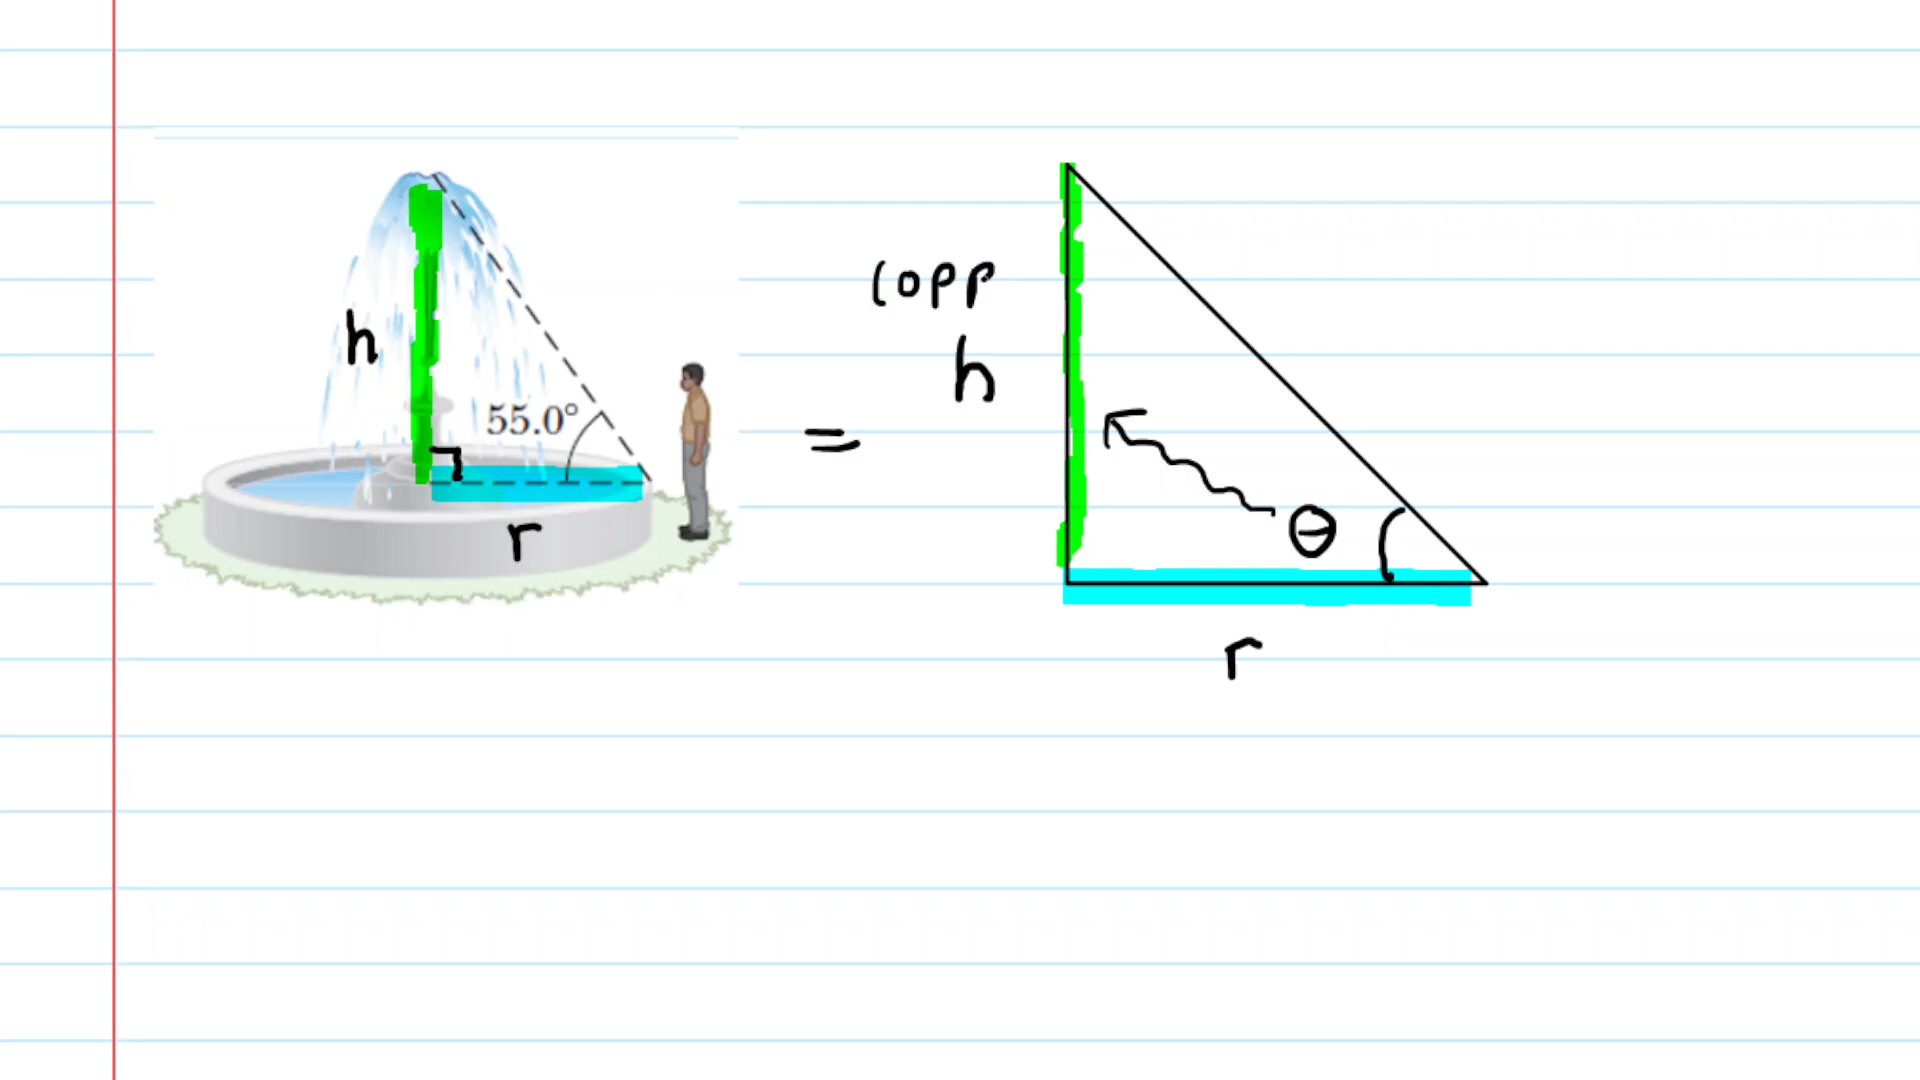 h
55.0°
r
=
(opp
h
θ
r